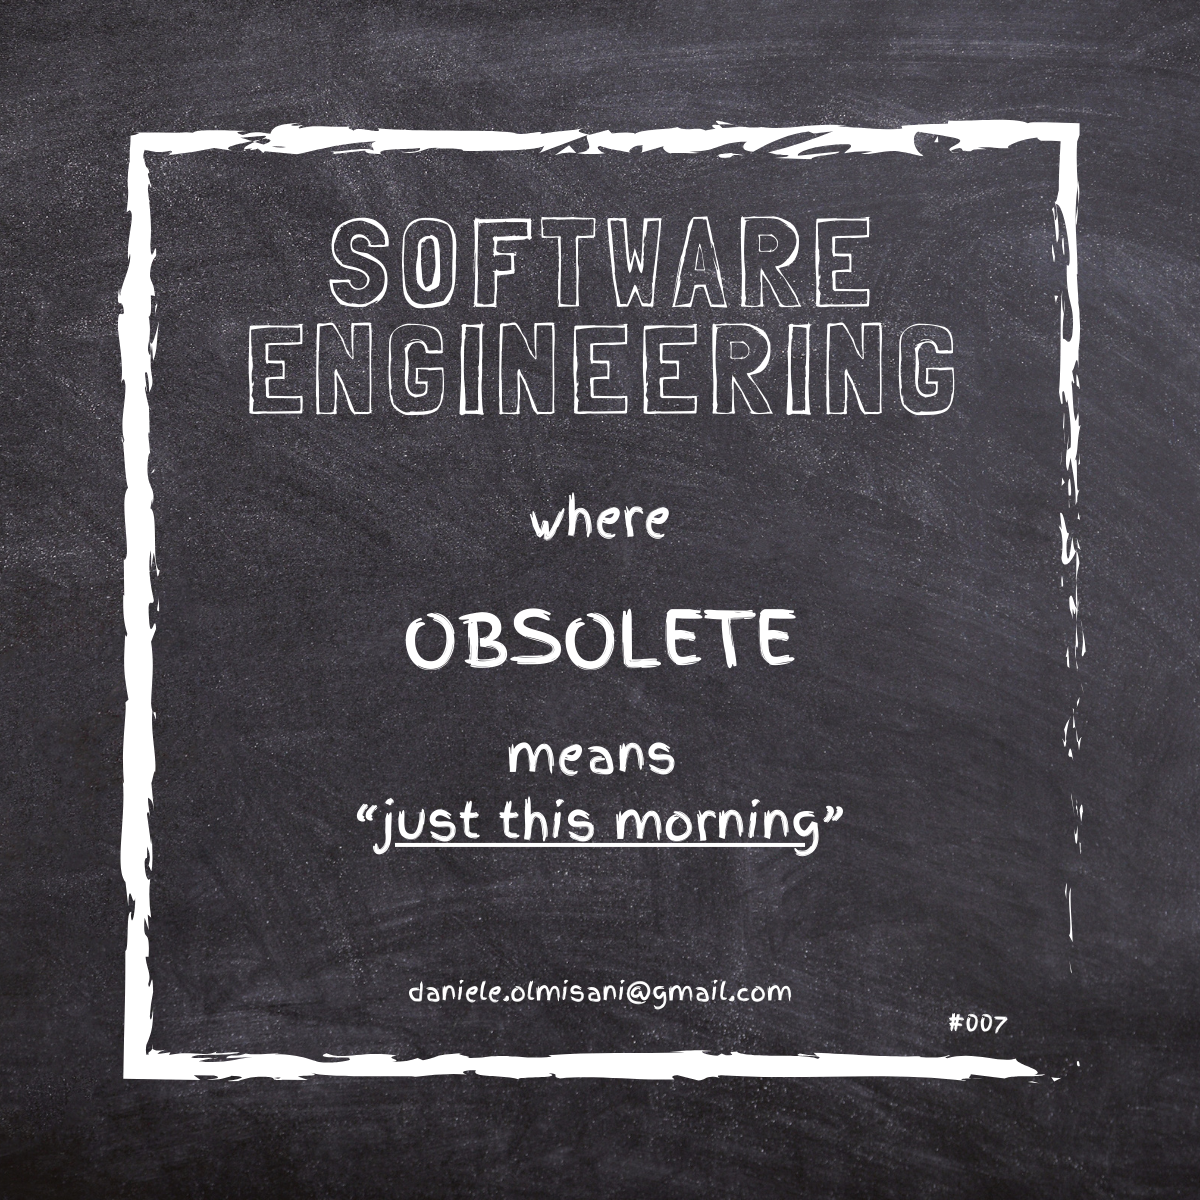 SOFTWARE
ENGINEERING
where
OBSOLETE
means
“just this morning”
daniele.olmisani@gmail.com
#007